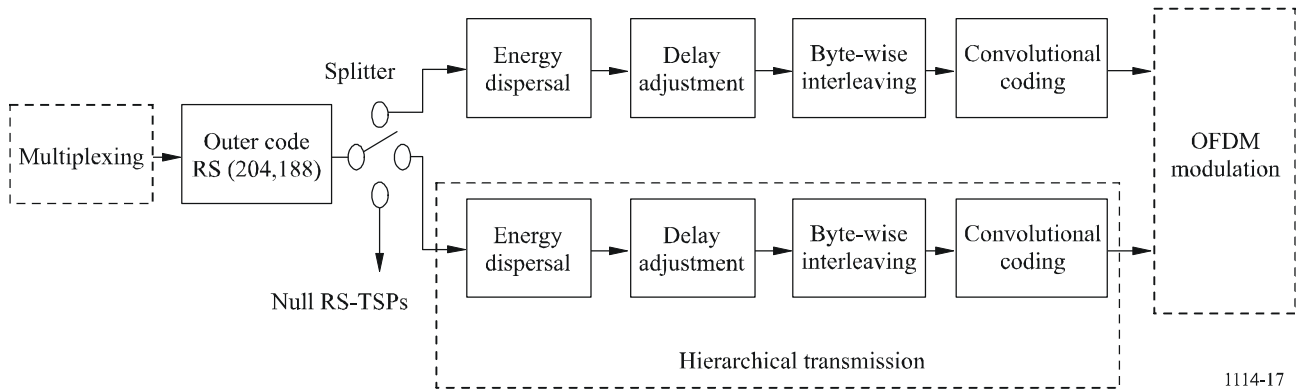 Splitter
Energy
dispersal
Delay
adjustment
Byte-wise
interleaving
Convolutional
coding
Multiplexing
Outer code
RS (204,188)
OFDM
modulation
Energy
dispersal
Delay
adjustment
Byte-wise
interleaving
Convolutional
coding
Null RS-TSPs
Hierarchical transmission
1114-17